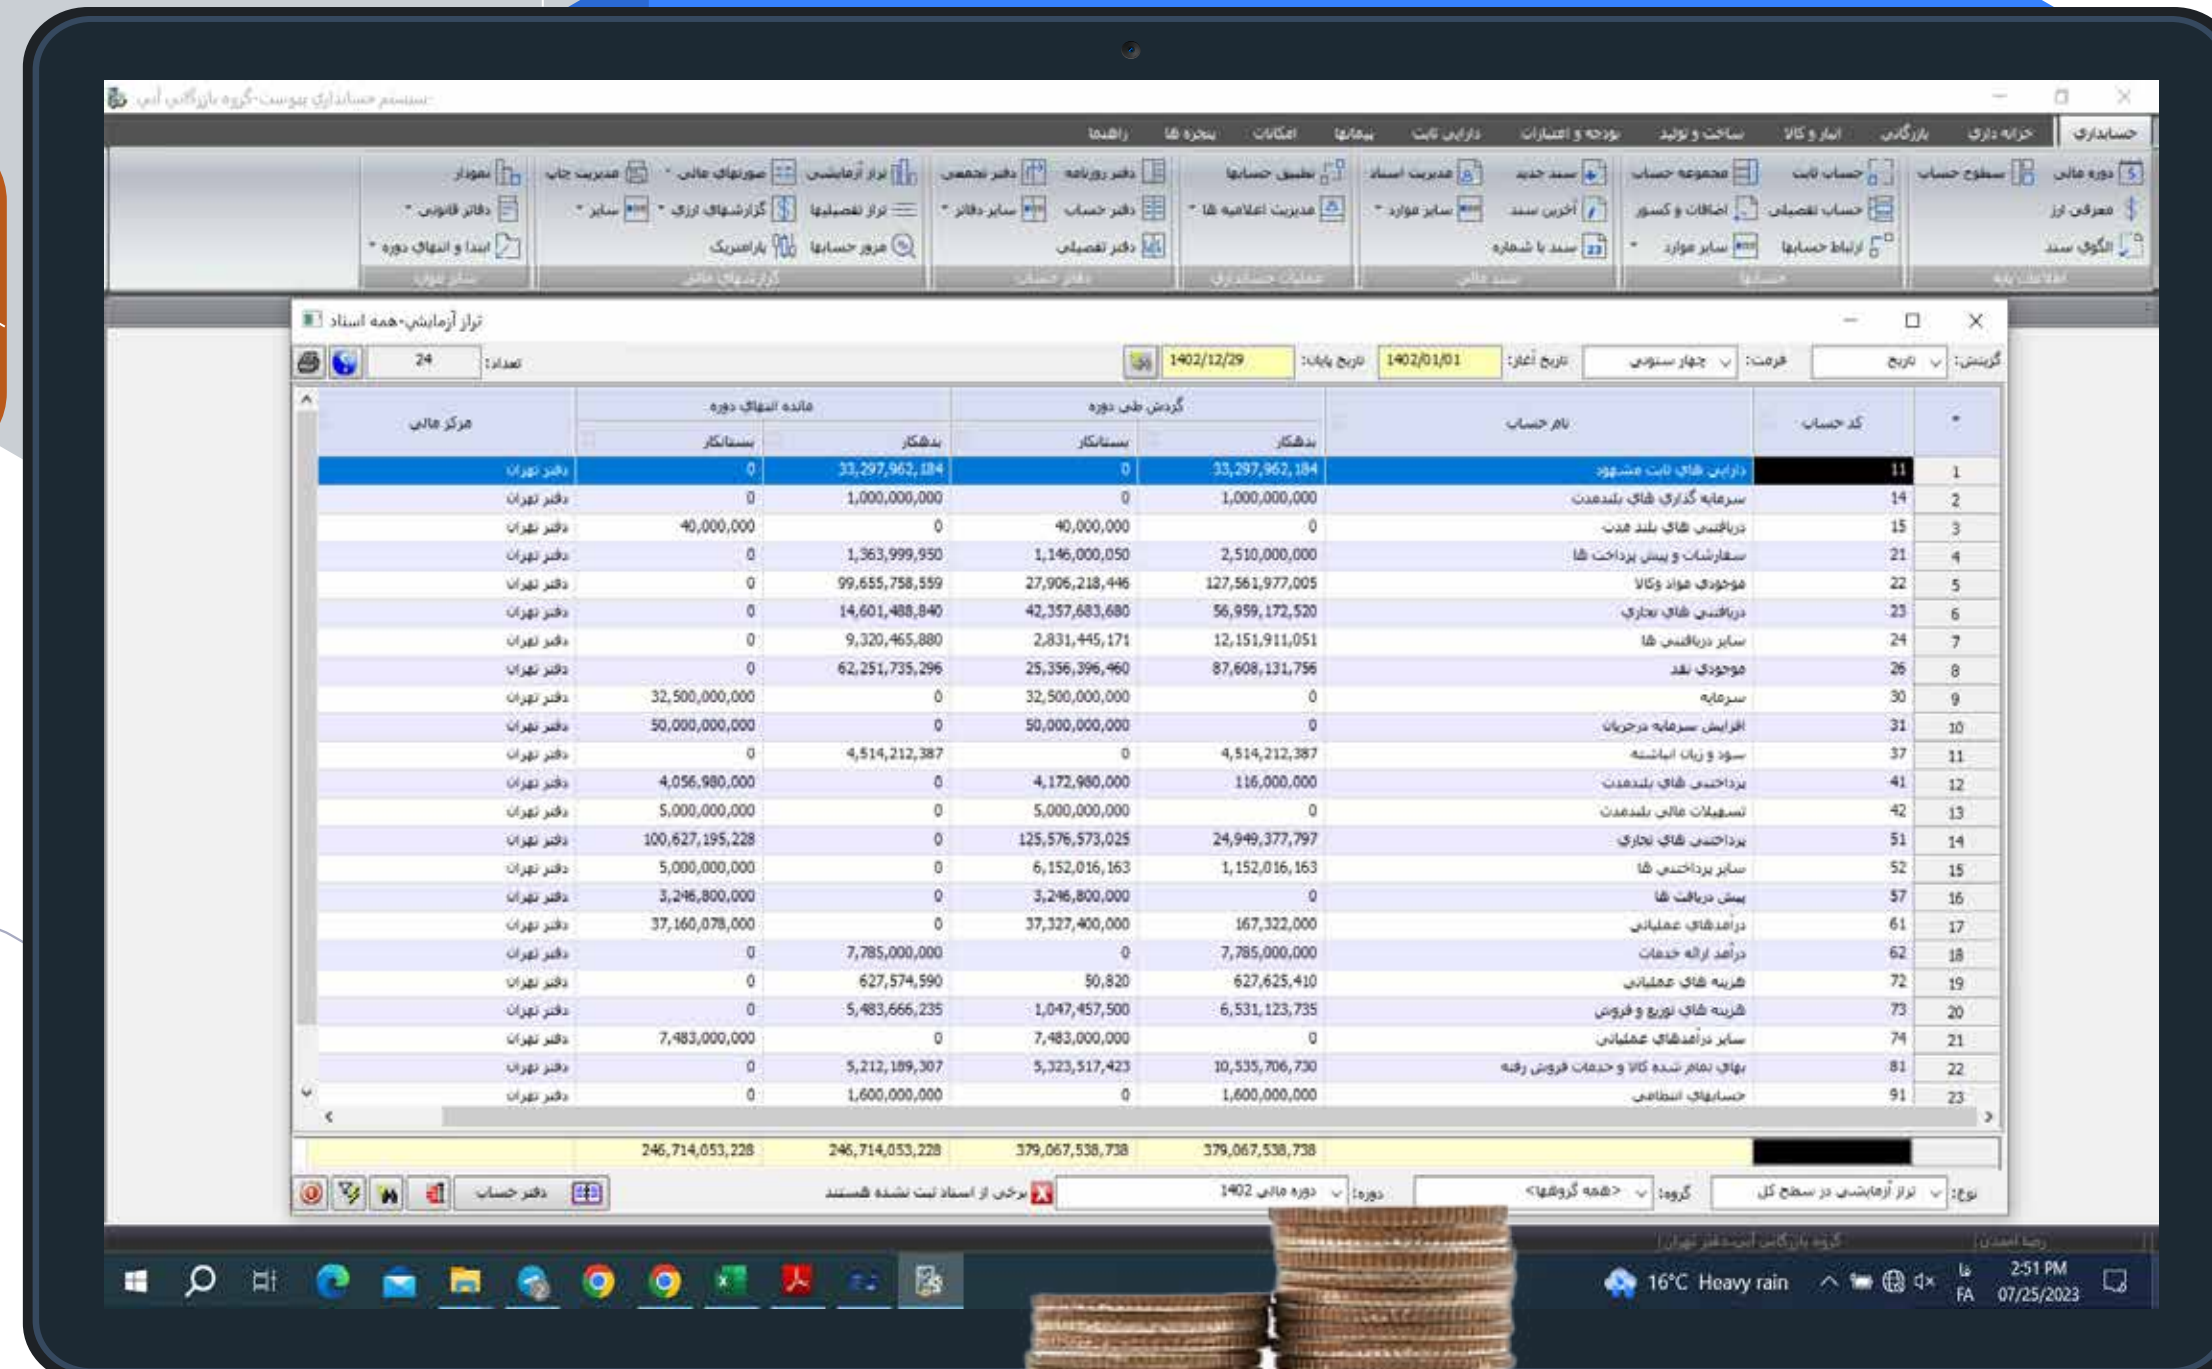 سیستم حسابداری پیوست-گروه بازرگانی آتی
حسابداری خزانه داری بازرگانی انبار و کالا ساخت و تولید بودجه و اعتبارات دارایی ثابت پیمانها امکانات پنجره ها راهنما
دوره مالی سطوح حساب حساب ثابت مجموعه حساب سند جدید مدیریت اسناد تطبیق حسابها دفتر روزنامه دفتر تجمعی تراز آزمایشی صورتهای مالی مدیریت چاپ نمودار
معرفی ارز حساب تفصیلی اضافات و کسور آخرین سند سایر موارد مدیریت اعلامیه ها دفتر حساب سایر دفاتر تراز تفصیلیها گزارشهای ارزی سایر دفاتر قانونی
الگوی سند ارتباط حسابها سایر موارد سند با شماره دفتر تفصیلی مرور حسابها پارامتریک ابتدا و انتهای دوره
اطلاعات پایه حسابها سند مالی عملیات حسابداری دفاتر حساب گزارشهای مالی
تراز آزمایشی-همه اسناد
گزینش: تاریخ فرمت: چهار ستونی تاریخ آغاز: 1402/01/01 تاریخ پایان: 1402/12/29 تعداد: 24
* کد حساب نام حساب گردش طی دوره مانده انتهای دوره مرکز مالی
بدهکار بستانکار بدهکار بستانکار
1 11 دارایی های ثابت مشهود 33,297,962,184 0 33,297,962,184 0 دفتر تهران
2 14 سرمایه گذاری های بلندمدت 1,000,000,000 0 1,000,000,000 0 دفتر تهران
3 15 دریافتنی های بلند مدت 0 40,000,000 0 40,000,000 دفتر تهران
4 21 سفارشات و پیش پرداخت ها 2,510,000,000 1,146,000,050 1,363,999,950 0 دفتر تهران
5 22 موجودی مواد وکالا 127,561,977,005 27,906,218,446 99,655,758,559 0 دفتر تهران
6 23 دریافتنی های تجاری 56,959,172,520 42,357,683,680 14,601,488,840 0 دفتر تهران
7 24 سایر دریافتنی ها 12,151,911,051 2,831,445,171 9,320,465,880 0 دفتر تهران
8 26 موجودی نقد 87,608,131,756 25,356,396,460 62,251,735,296 0 دفتر تهران
9 30 سرمایه 0 32,500,000,000 0 32,500,000,000 دفتر تهران
10 31 افزایش سرمایه درجریان 0 50,000,000,000 0 50,000,000,000 دفتر تهران
11 37 سود و زیان انباشته 4,514,212,387 0 4,514,212,387 0 دفتر تهران
12 41 پرداختنی های بلندمدت 116,000,000 4,172,980,000 0 4,056,980,000 دفتر تهران
13 42 تسهیلات مالی بلندمدت 0 5,000,000,000 0 5,000,000,000 دفتر تهران
14 51 پرداختنی های تجاری 24,949,377,797 125,576,573,025 0 100,627,195,228 دفتر تهران
15 52 سایر پرداختنی ها 1,152,016,163 6,152,016,163 0 5,000,000,000 دفتر تهران
16 57 پیش دریافت ها 0 3,246,800,000 0 3,246,800,000 دفتر تهران
17 61 درآمدهای عملیاتی 167,322,000 37,327,400,000 0 37,160,078,000 دفتر تهران
18 62 درآمد ارائه خدمات 7,785,000,000 0 7,785,000,000 0 دفتر تهران
19 72 هزینه های عملیاتی 627,625,410 50,820 627,574,590 0 دفتر تهران
20 73 هزینه های توزیع و فروش 6,531,123,735 1,047,457,500 5,483,666,235 0 دفتر تهران
21 74 سایر درآمدهای عملیاتی 0 7,483,000,000 0 7,483,000,000 دفتر تهران
22 81 بهای تمام شده کالا و خدمات فروش رفته 10,535,706,730 5,323,517,423 5,212,189,307 0 دفتر تهران
23 91 حسابهای انتظامی 1,600,000,000 0 1,600,000,000 0 دفتر تهران
379,067,538,738 379,067,538,738 246,714,053,228 246,714,053,228
نوع: تراز آزمایشی در سطح کل گروه: <همه گروهها> دوره: دوره مالی 1402 برخی از اسناد ثبت نشده هستند دفتر حساب
رضا احمدی گروه بازرگانی آتی-دفتر تهران
16°C Heavy rain فا FA 2:51 PM 07/25/2023